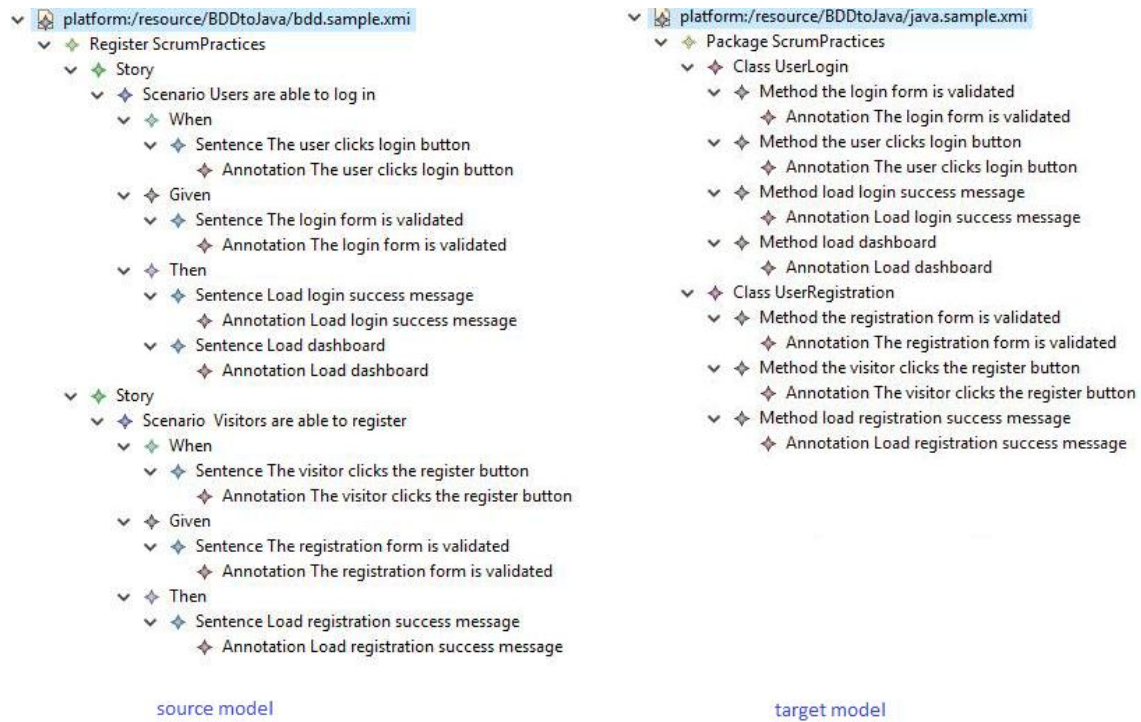 platform:/resource/BDDtoJava/bdd.sample.xmi
Register ScrumPractices
Story
Scenario Users are able to log in
When
Sentence The user clicks login button
Annotation The user clicks login button
Given
Sentence The login form is validated
Annotation The login form is validated
Then
Sentence Load login success message
Annotation Load login success message
Sentence Load dashboard
Annotation Load dashboard
Story
Scenario Visitors are able to register
When
Sentence The visitor clicks the register button
Annotation The visitor clicks the register button
Given
Sentence The registration form is validated
Annotation The registration form is validated
Then
Sentence Load registration success message
Annotation Load registration success message
source model
platform:/resource/BDDtoJava/java.sample.xmi
Package ScrumPractices
Class UserLogin
Method the login form is validated
Annotation The login form is validated
Method the user clicks login button
Annotation The user clicks login button
Method load login success message
Annotation Load login success message
Method load dashboard
Annotation Load dashboard
Class UserRegistration
Method the registration form is validated
Annotation The registration form is validated
Method the visitor clicks the register button
Annotation The visitor clicks the register button
Method load registration success message
Annotation Load registration success message
target model